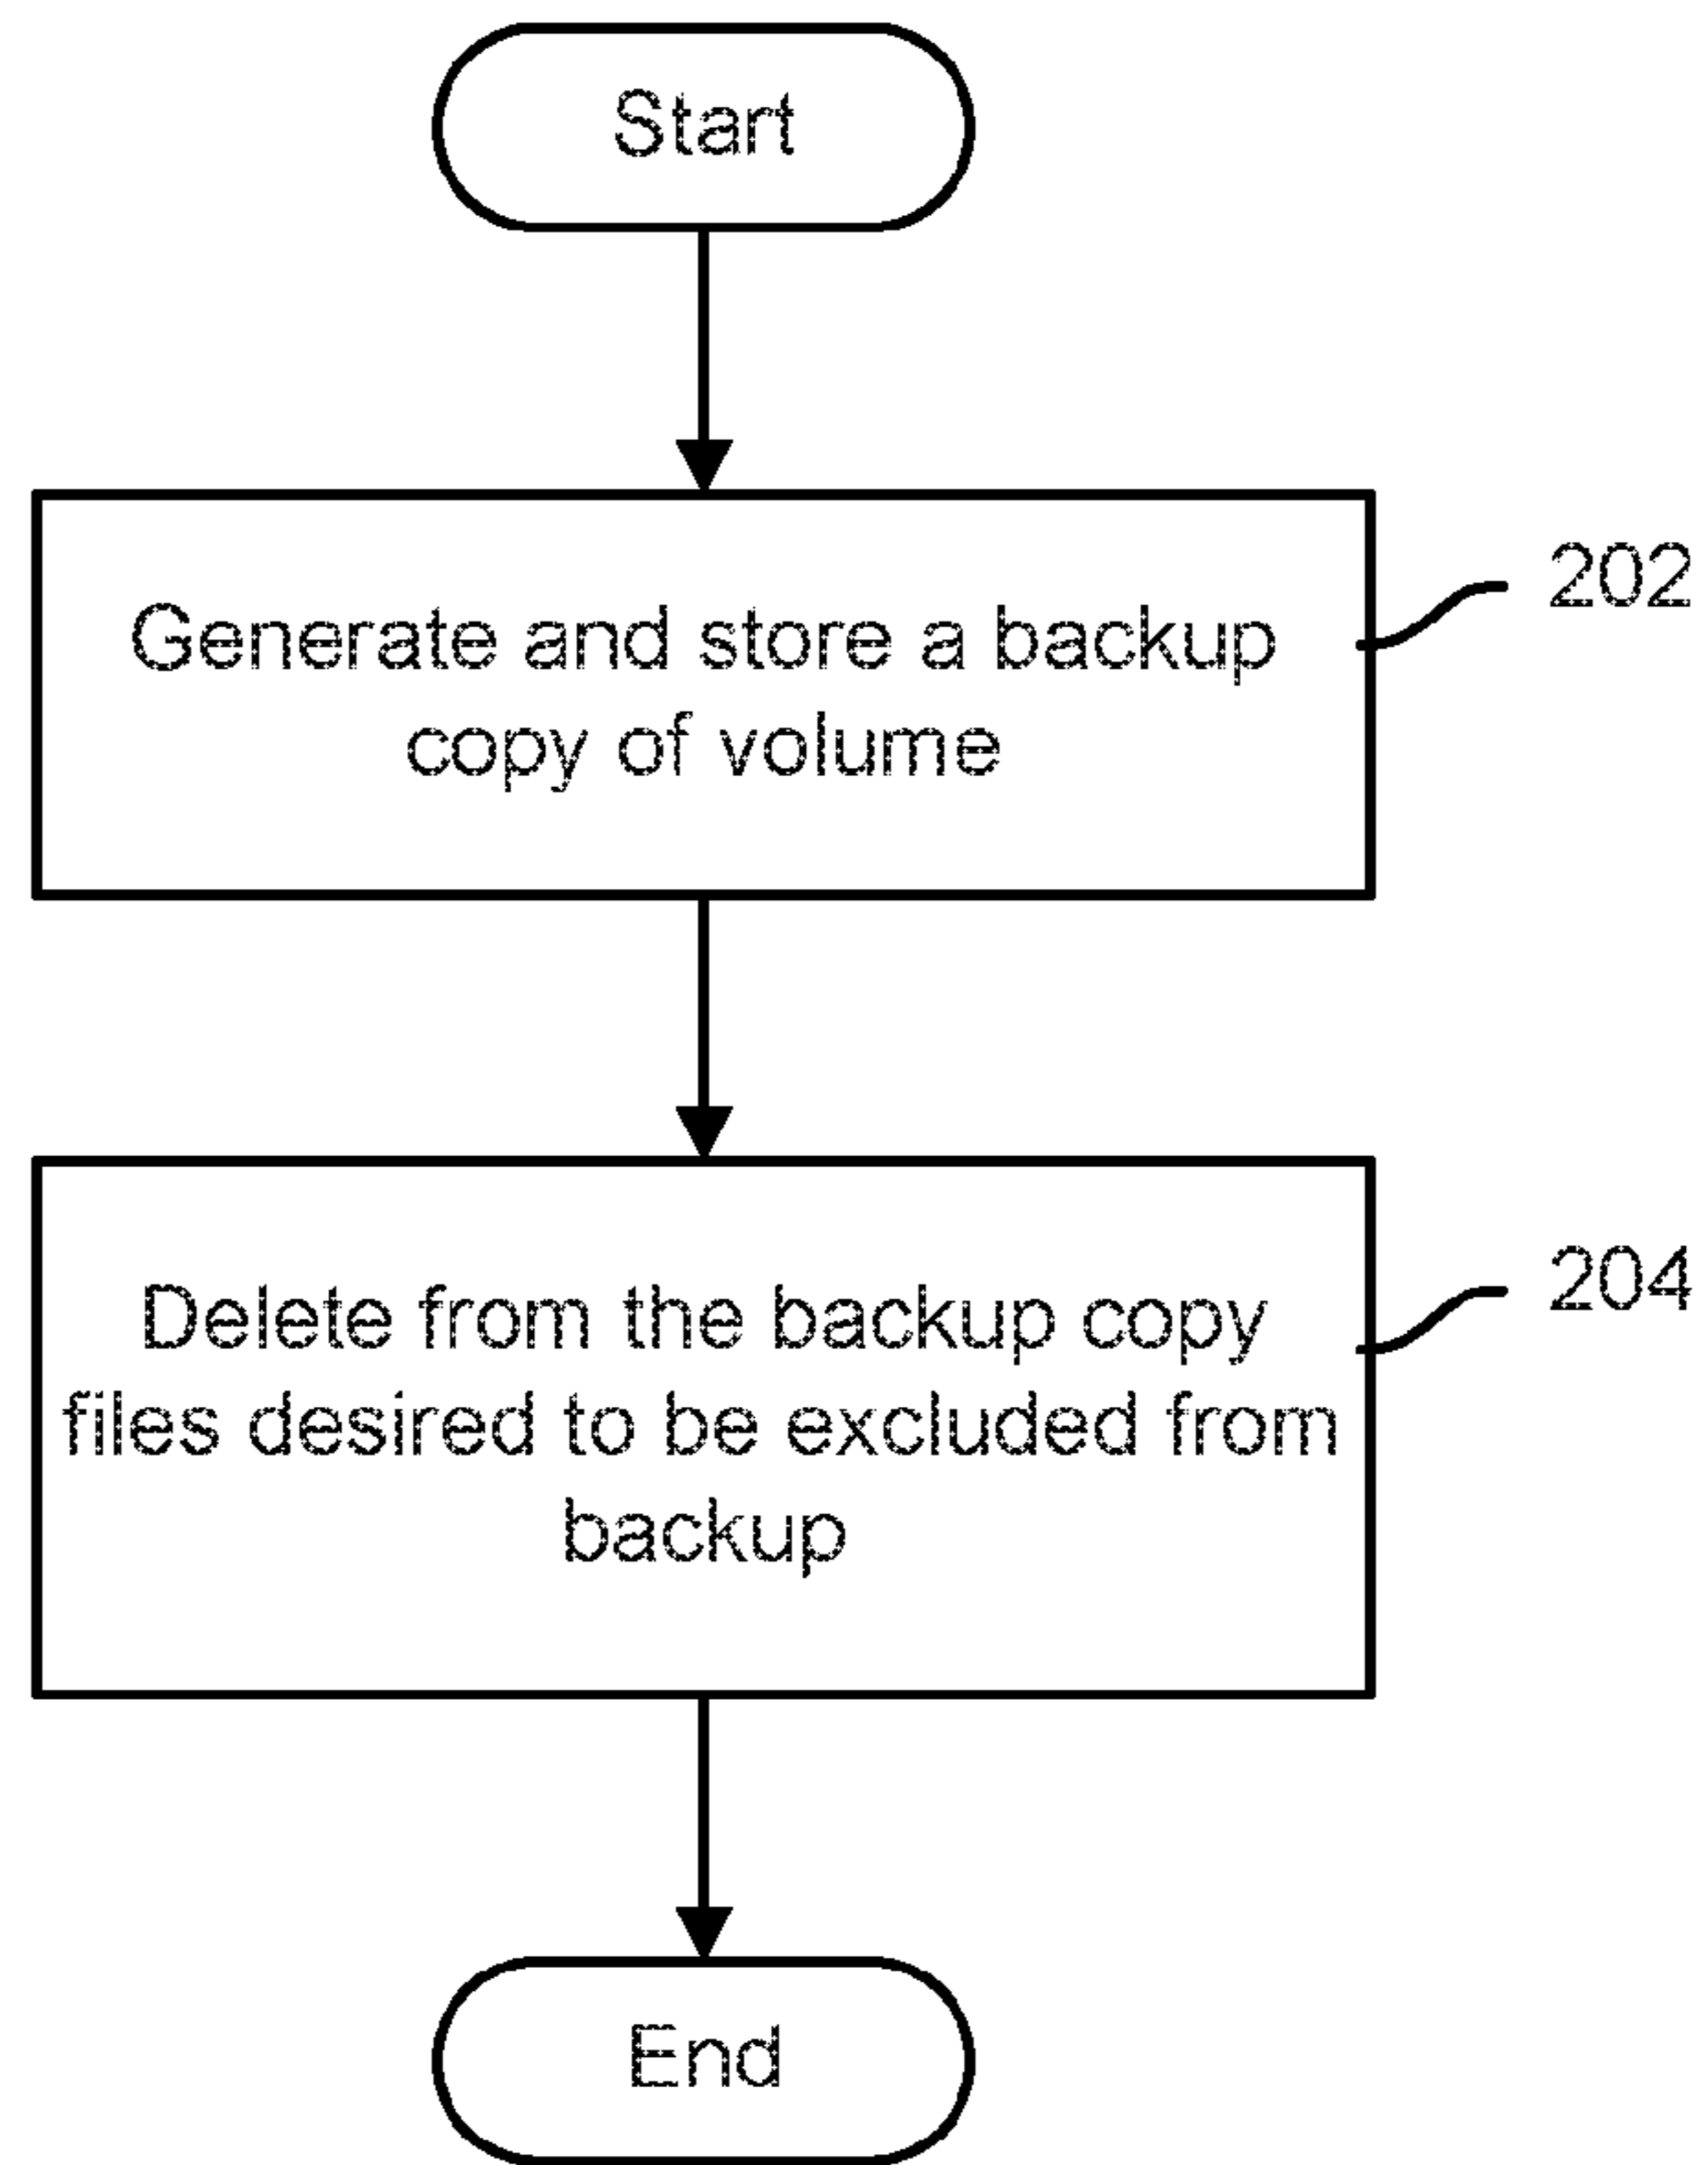 Start
Generate and store a backup
copy of volume
202
Delete from the backup copy
files desired to be excluded from
backup
204
End